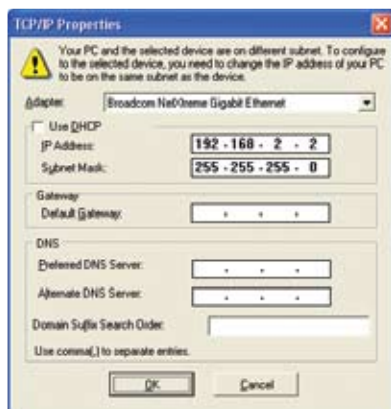 TCP/IP Properties
Your PC and the selected device are on different subnet. To configure
to the selected device, you need to change the IP address of your PC
to be on the same subnet as the device.
Adapter: Broadcom NetXtreme Gigabit Ethernet
Use DHCP
IP Address: 192 . 168 . 2 . 2
Subnet Mask: 255 . 255 . 255 . 0
Gateway
Default Gateway: . . .
DNS
Preferred DNS Server: . . .
Alternate DNS Server: . . .
Domain Suffix Search Order:
Use comma(,) to separate entries.
OK Cancel